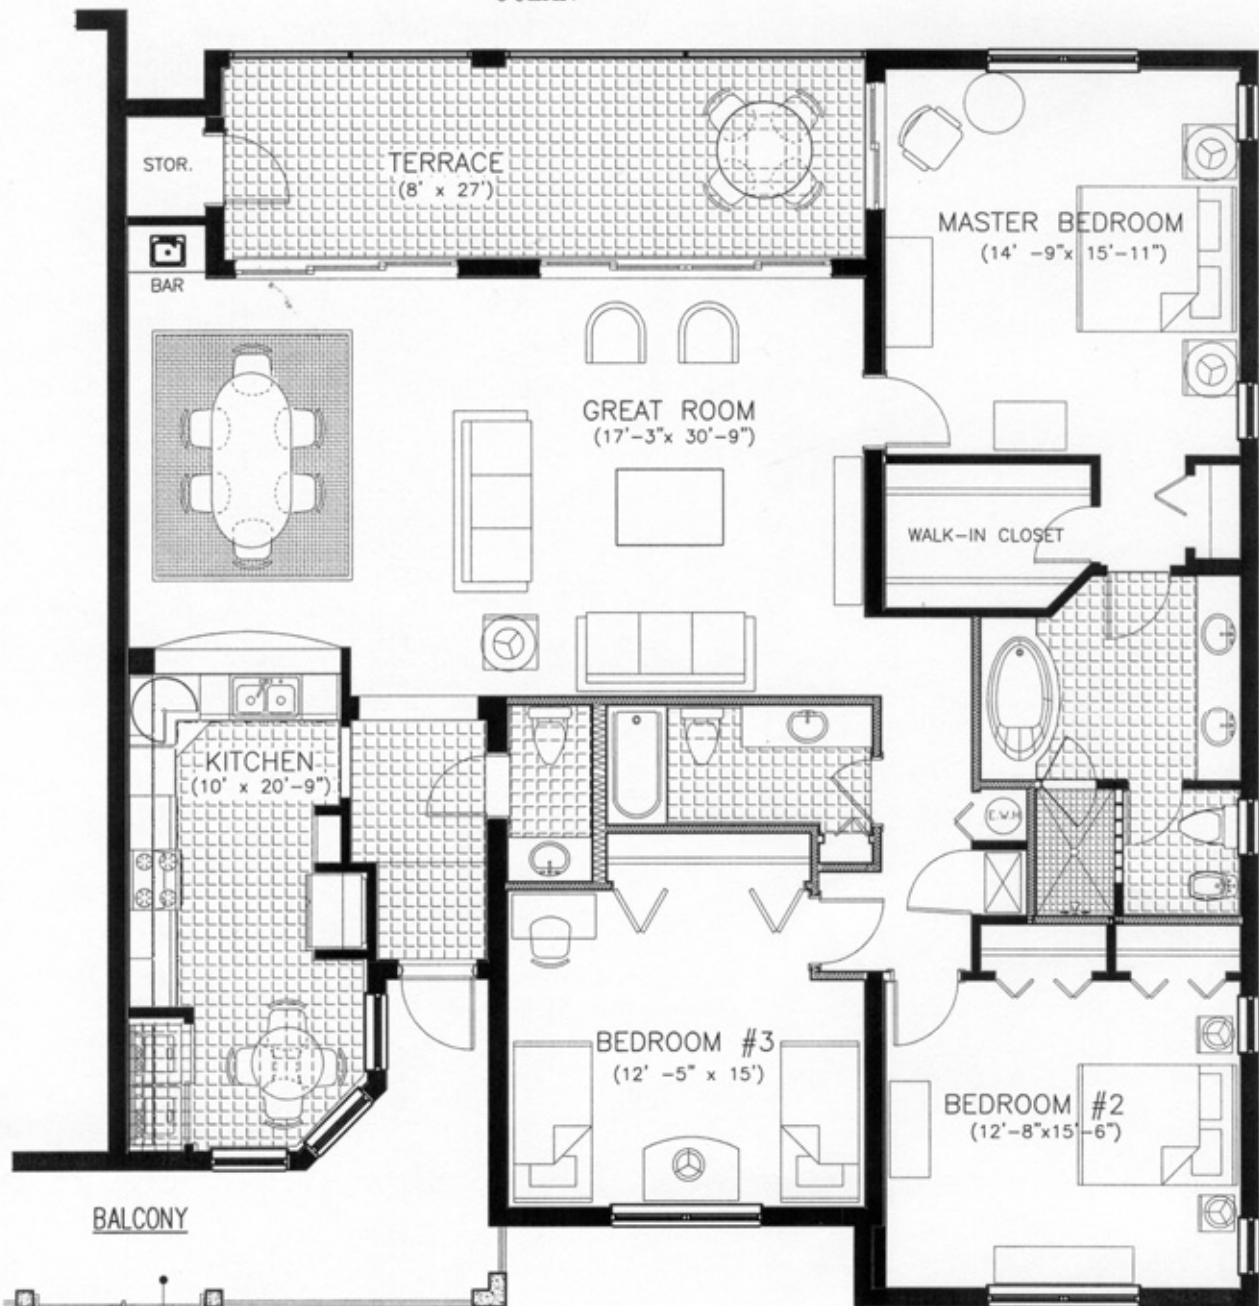 STOR.
TERRACE
(8' x 27')
MASTER BEDROOM
(14' -9"x 15'-11")
BAR
GREAT ROOM
(17'-3"x 30'-9")
WALK-IN CLOSET
KITCHEN
(10' x 20'-9")
E.W.H
BEDROOM #3
(12' -5" x 15')
BEDROOM #2
(12'-8"x15'-6")
BALCONY